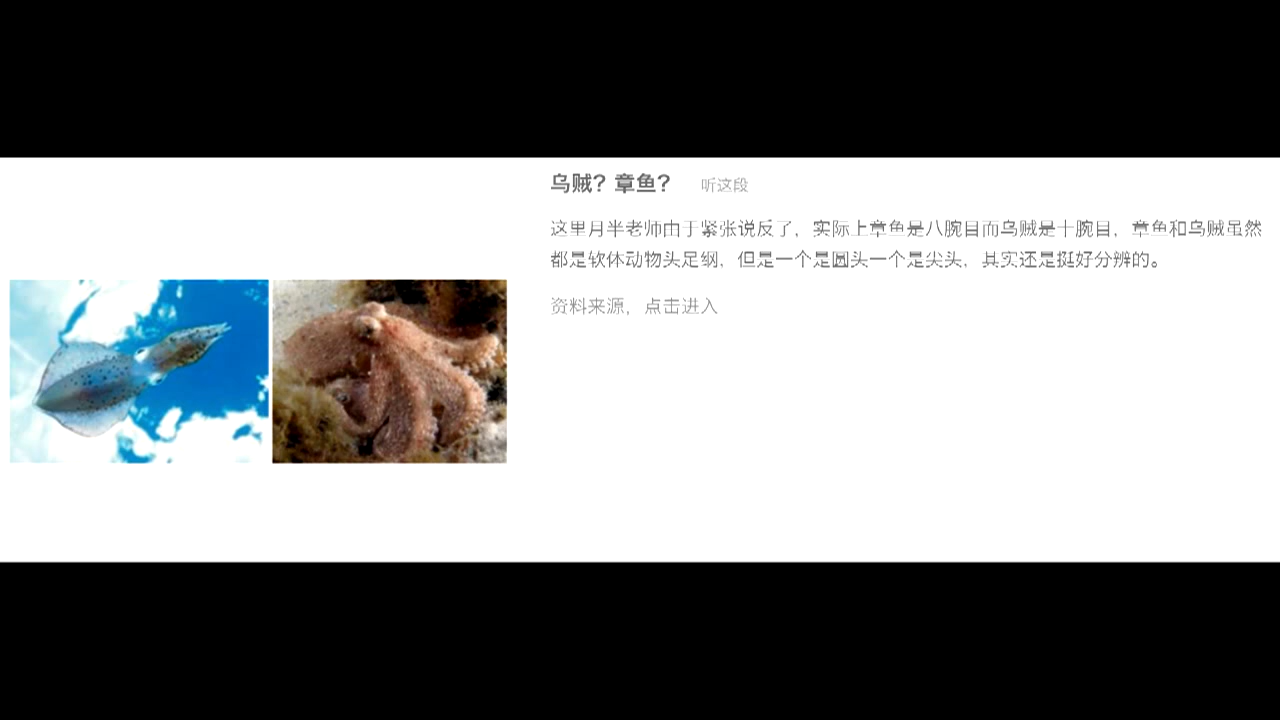 乌贼？章鱼？ 听这段
这里月半老师由于紧张说反了，实际上章鱼是八腕目而乌贼是十腕目，章鱼和乌贼虽然
都是软体动物头足纲，但是一个是圆头一个是尖头，其实还是挺好分辨的。
资料来源，点击进入